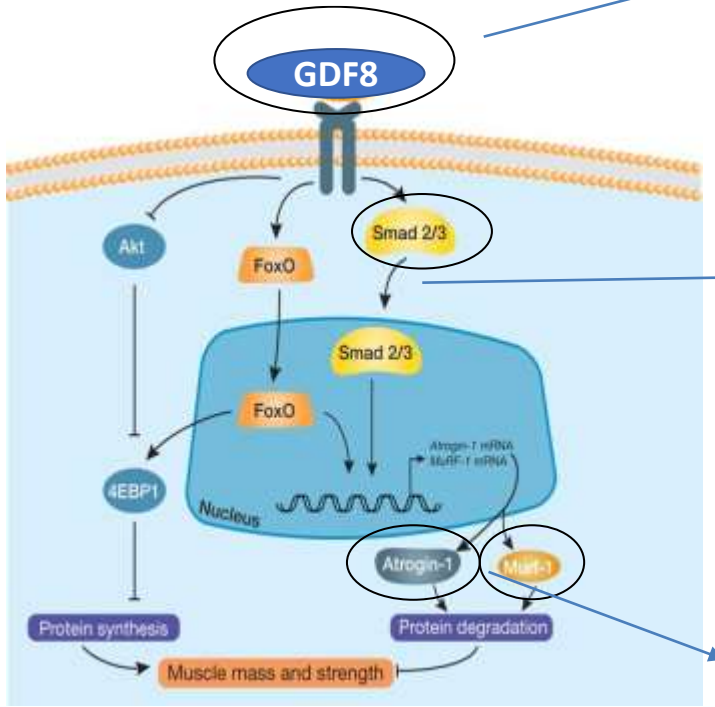 GDF8
Smad 2/3
Akt
FoxO
Smad 2/3
FoxO
Atrogin-1 mRNA
MuRF-1 mRNA
4EBP1
Nucleus
Atrogin-1
Murf-1
Protein synthesis
Protein degradation
Muscle mass and strength